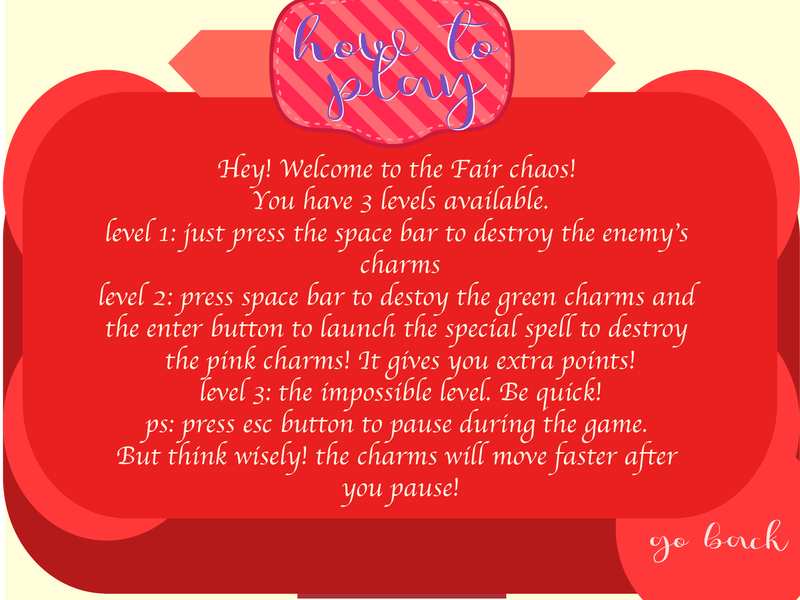 how to
play
Hey! Welcome to the Fair chaos!
You have 3 levels available.
level 1: just press the space bar to destroy the enemy's
charms
level 2: press space bar to destoy the green charms and
the enter button to launch the special spell to destroy
the pink charms! It gives you extra points!
level 3: the impossible level. Be quick!
ps: press esc button to pause during the game.
But think wisely! the charms will move faster after
you pause!
go back